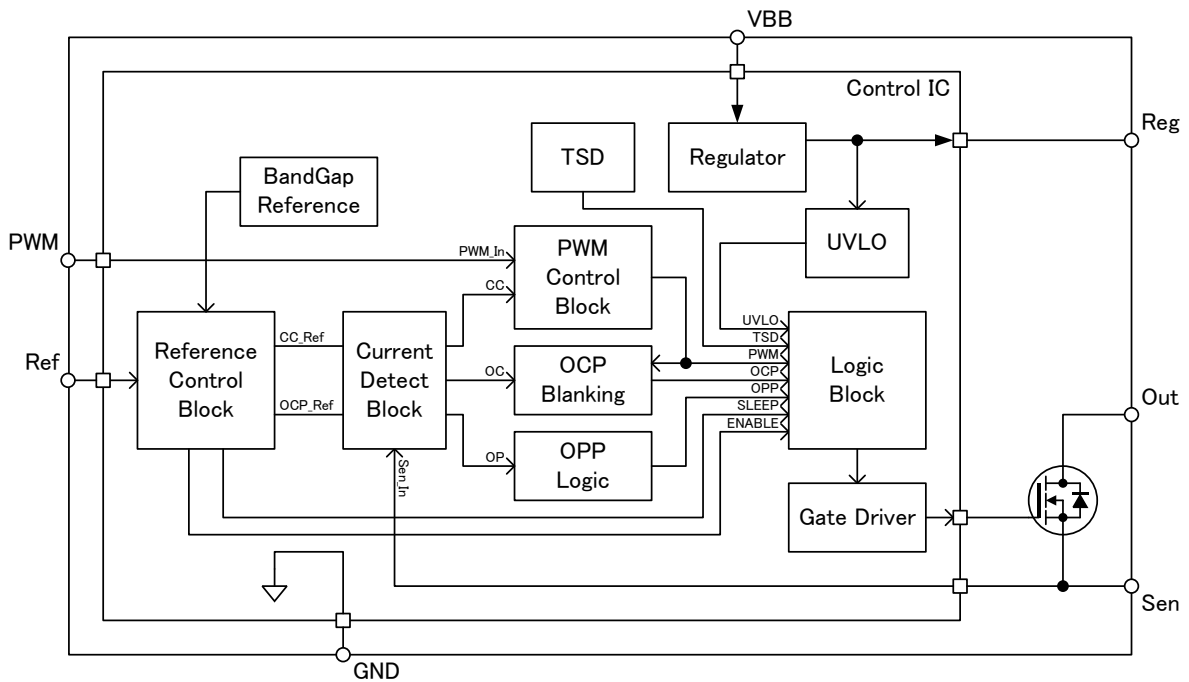 VBB
Control IC
Reg
TSD
Regulator
BandGap
Reference
PWM
PWM_In
PWM
Control
Block
UVLO
CC
Ref
Reference
Control
Block
CC_Ref
OCP_Ref
Current
Detect
Block
OC
OCP
Blanking
UVLO
TSD
PWM
OCP
OPP
SLEEP
ENABLE
Logic
Block
Out
OP
OPP
Logic
Sen_In
Gate Driver
Sen
GND